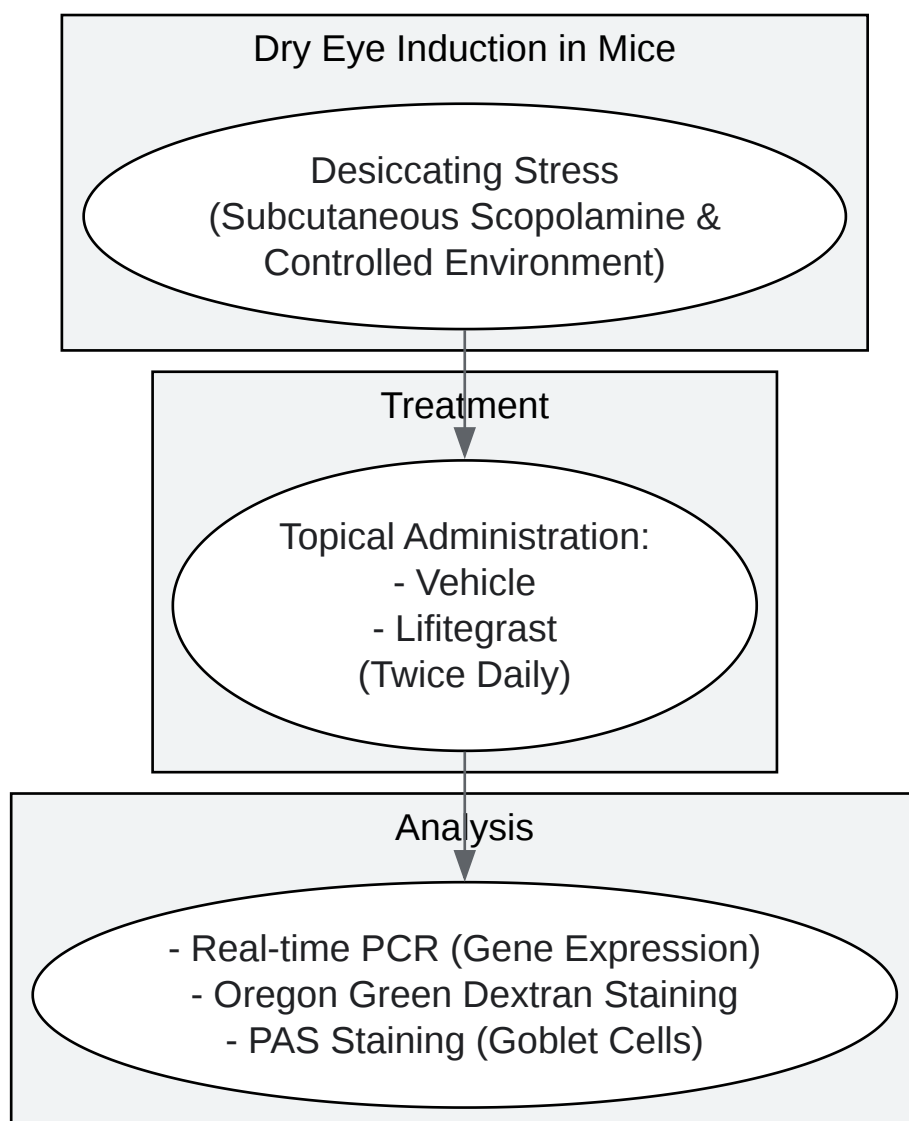 Dry Eye Induction in Mice
Desiccating Stress
(Subcutaneous Scopolamine &
Controlled Environment)
Treatment
Topical Administration:
- Vehicle
- Lifitegrast
(Twice Daily)
Analysis
- Real-time PCR (Gene Expression)
- Oregon Green Dextran Staining
- PAS Staining (Goblet Cells)